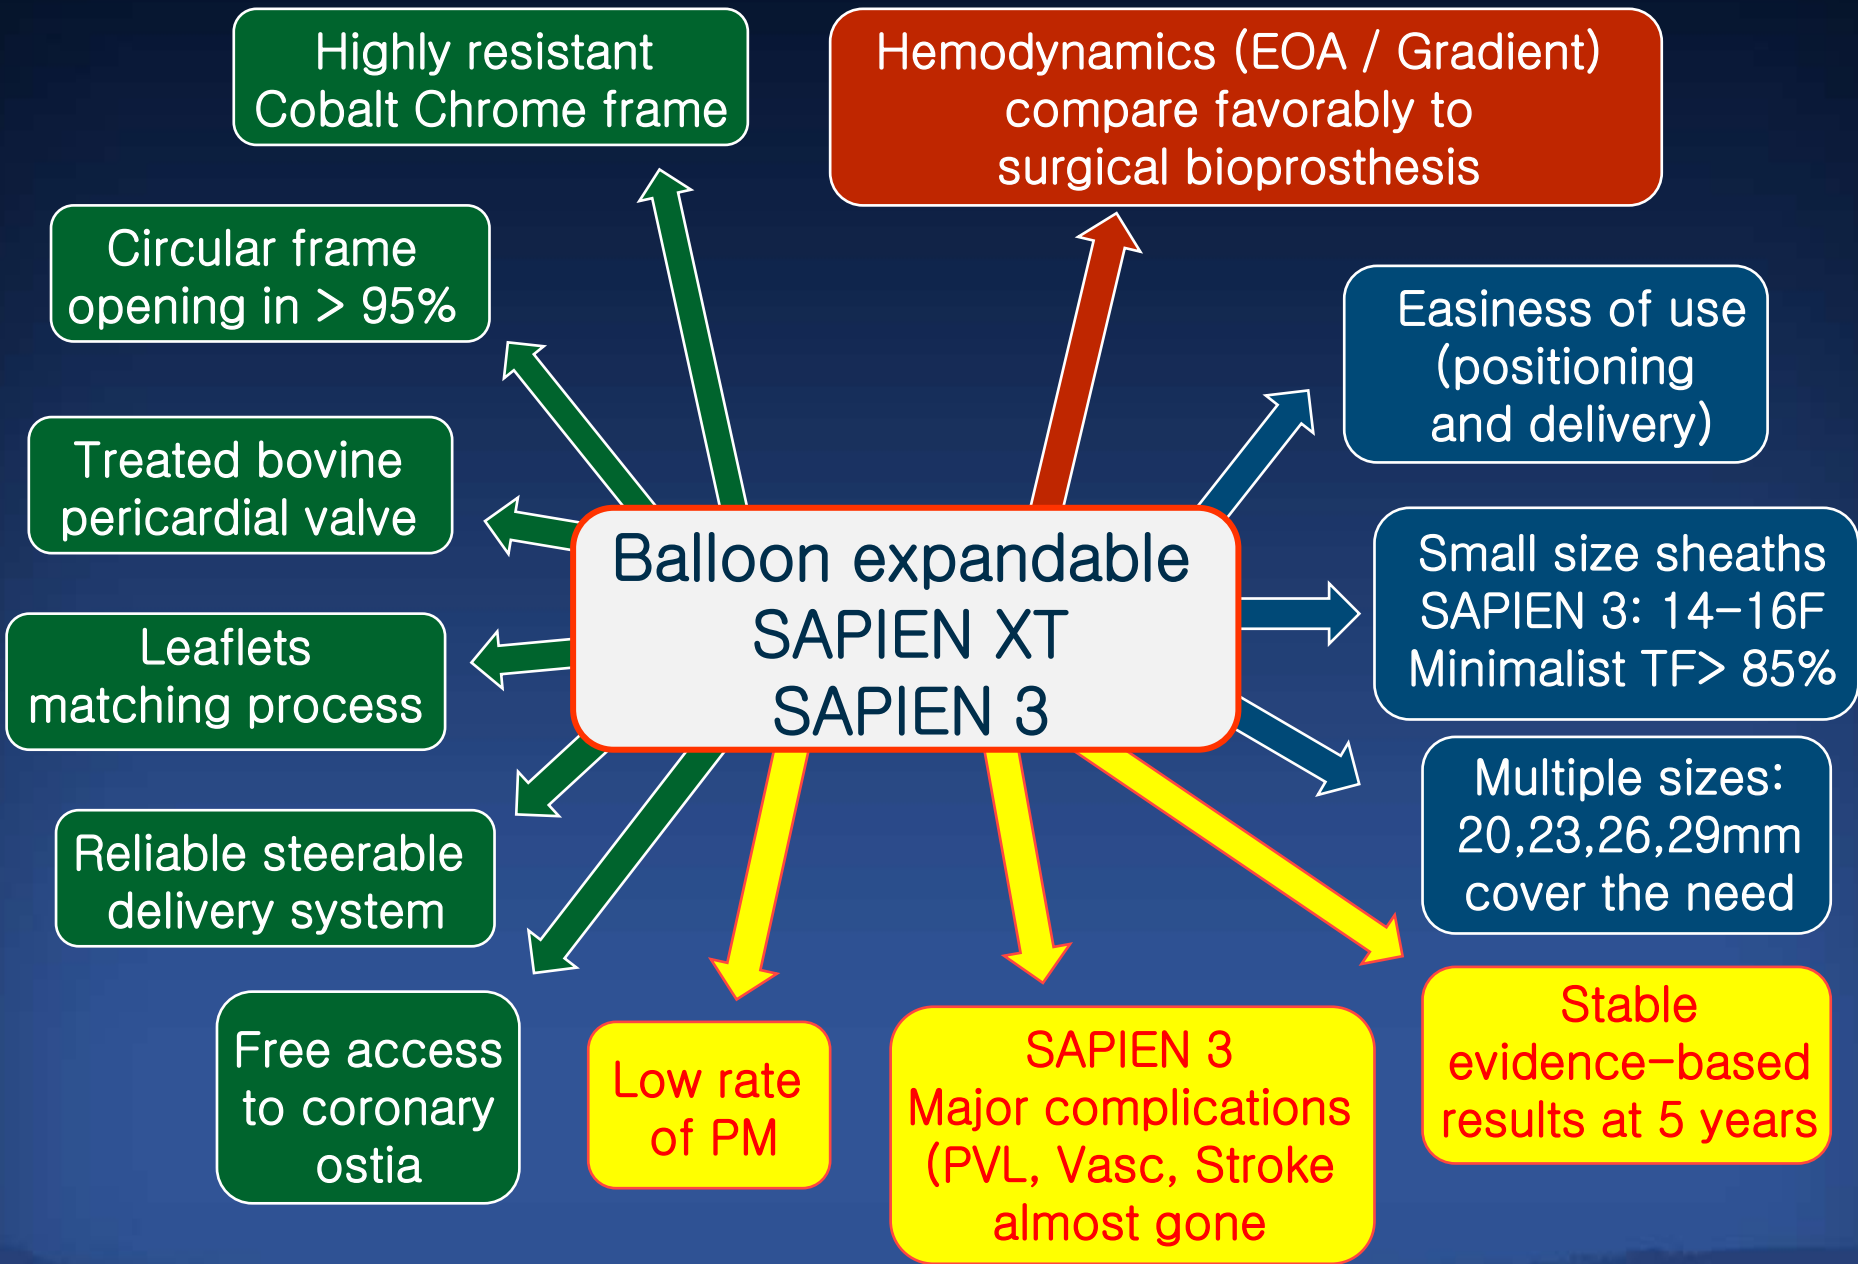 Highly resistant
Cobalt Chrome frame
Hemodynamics (EOA / Gradient)
compare favorably to
surgical bioprosthesis
Circular frame
opening in > 95%
Easiness of use
(positioning
and delivery)
Treated bovine
pericardial valve
Balloon expandable
SAPIEN XT
SAPIEN 3
Small size sheaths
SAPIEN 3: 14-16F
Minimalist TF> 85%
Leaflets
matching process
Multiple sizes:
20,23,26,29mm
cover the need
Reliable steerable
delivery system
Free access
to coronary
ostia
Low rate
of PM
SAPIEN 3
Major complications
(PVL, Vasc, Stroke
almost gone
Stable
evidence-based
results at 5 years